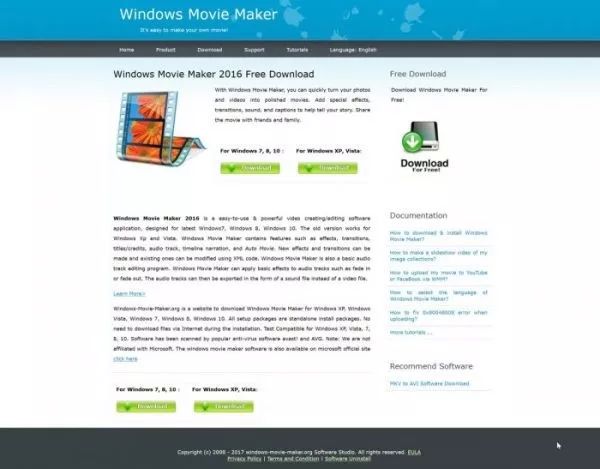 Windows Movie Maker
It's easy to make your own movie!
Home Product Download Support Tutorials Language: English
Windows Movie Maker 2016 Free Download
With Windows Movie Maker, you can quickly turn your photos
and videos into polished movies. Add special effects,
transitions, sound, and captions to help tell your story. Share
the movie with friends and family.
For Windows 7, 8, 10 : For Windows XP, Vista:
Download Download
Windows Movie Maker 2016 is a easy-to-use & powerful video creating/editing software
application, designed for latest Windows7, Windows 8, Windows 10. The old version works for
Windows Xp and Vista. Windows Movie Maker contains features such as effects, transitions,
titles/credits, audio track, timeline narration, and Auto Movie. New effects and transitions can be
made and existing ones can be modified using XML code. Windows Movie Maker is also a basic audio
track editing program. Windows Movie Maker can apply basic effects to audio tracks such as fade in
or fade out. The audio tracks can then be exported in the form of a sound file instead of a video file.
Learn More>
Windows-Movie-Maker.org is a website to download Windows Movie Maker for Windows XP, Windows
Vista, Windows 7, Windows 8, Windows 10. All setup packages are standalone install packages. No
need to download files via Internet during the installation. Test Compatible for Windows XP, Vista, 7,
8, 10. Software has been scanned by popular anti-virus software avast! and AVG. Note: We are not
affiliated with Microsoft. The windows movie maker software is also available on microsoft official site
click here
For Windows 7, 8, 10 : For Windows XP, Vista:
Download Download
Free Download
Download Windows Movie Maker For
Free!
Download
For Free!
Documentation
How to download & install Windows
Movie Maker?
How to make a slideshow video of my
image collections?
How to upload my movie to YouTube
or FaceBook via WMM?
How to select the language of
Windows Movie Maker?
How to fix 0x80048008 error when
uploading?
more tutorials ...
Recommend Software
MKV to AVI Software Download
Copyright (c) 2008 - 2017 windows-movie-maker.org Software Studio. All rights reserved. EULA
Privacy Policy | Terms and Condition | Software Uninstall